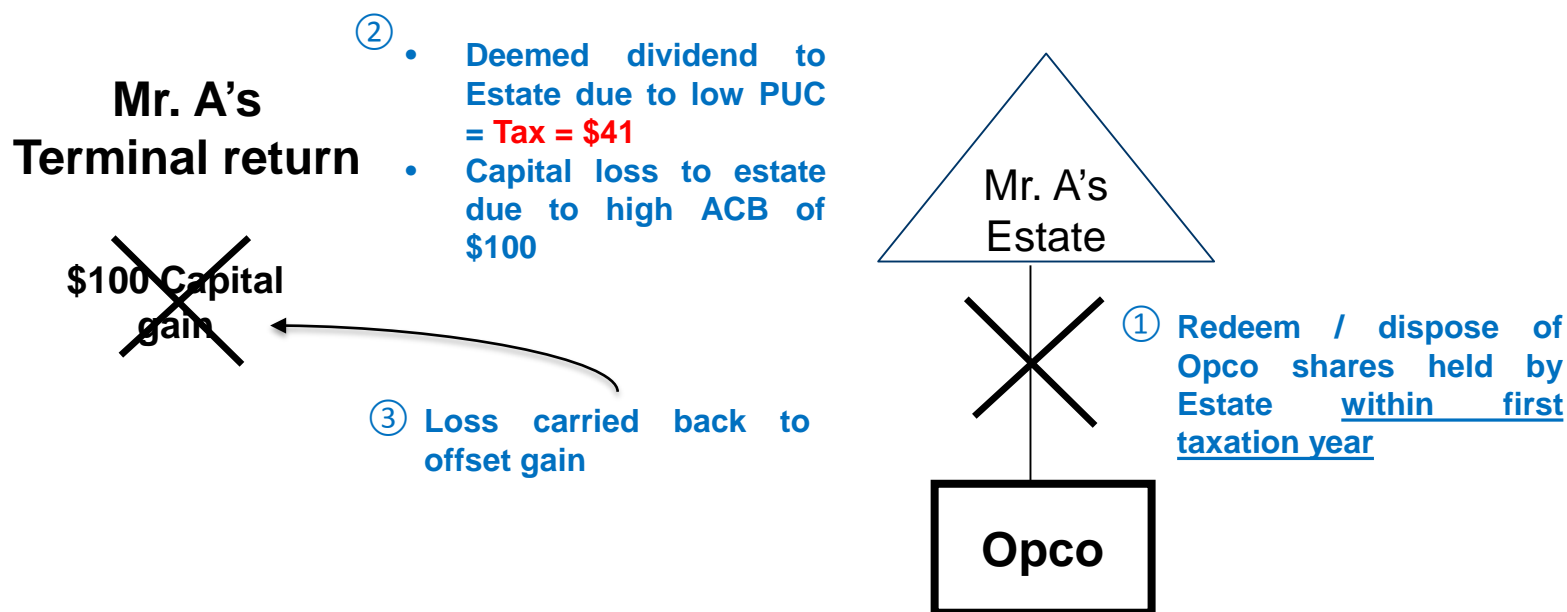 Mr. A’s
Terminal return
$100 Capital
gain
②
• Deemed dividend to
Estate due to low PUC
= Tax = $41
• Capital loss to estate
due to high ACB of
$100
③ Loss carried back to
offset gain
Mr. A’s
Estate
① Redeem / dispose of
Opco shares held by
Estate within first
taxation year
Opco